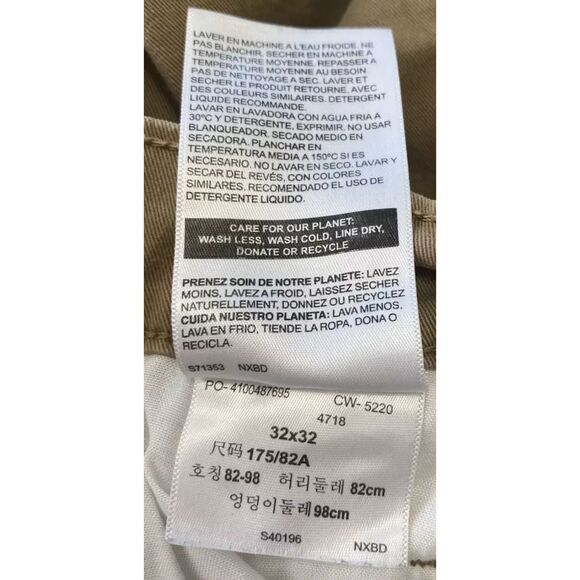 LAVER EN MACHINE À L'EAU FROIDE. NE
PAS BLANCHIR. SECHER EN MACHINE A
TEMPERATURE MOYENNE. REPASSER A
TEMPERATURE MOYENNE AU BESOIN.
PAS DE NETTOYAGE A SEC. LAVER ET
SECHER LE PRODUIT RETOURNE. AVEC
DES COULEURS SIMILAIRES. DETERGENT
LIQUIDE RECOMMANDE.
LAVAR EN LAVADORA CON AGUA FRIA A
30ºC Y DETERGENTE, EXPRIMIR. NO USAR
BLANQUEADOR. SECADO MEDIO EN
SECADORA. PLANCHAR EN
TEMPERATURA MEDIA A 150ºC SI ES
NECESARIO. NO LAVAR EN SECO. LAVAR Y
SECAR DEL REVÉS, CON COLORES
SIMILARES. RECOMENDADO EL USO DE
DETERGENTE LIQUIDO.
CARE FOR OUR PLANET:
WASH LESS, WASH COLD, LINE DRY,
DONATE OR RECYCLE
PRENEZ SOIN DE NOTRE PLANETE: LAVEZ
MOINS, LAVEZ A FROID, LAISSEZ SECHER
NATURELLEMENT, DONNEZ OU RECYCLEZ
CUIDA NUESTRO PLANETA: LAVA MENOS,
LAVA EN FRIO, TIENDE LA ROPA, DONA O
RECICLA.
S71353 NXBD
PO- 4100487695 CW- 5220
4718
32x32
尺码 175/82A
호칭 82-98 허리둘레 82cm
엉덩이둘레 98cm
S40196 NXBD